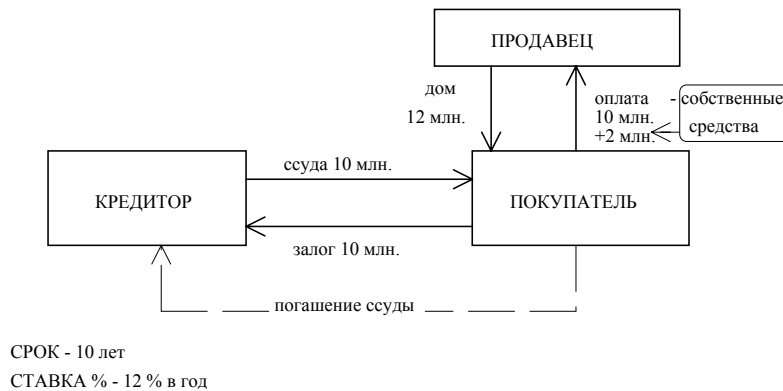 ПРОДАВЕЦ
дом
12 млн.
оплата - собственные
10 млн. средства
+2 млн.
ссуда 10 млн.
КРЕДИТОР
ПОКУПАТЕЛЬ
залог 10 млн.
погашение ссуды
СРОК - 10 лет
СТАВКА % - 12 % в год